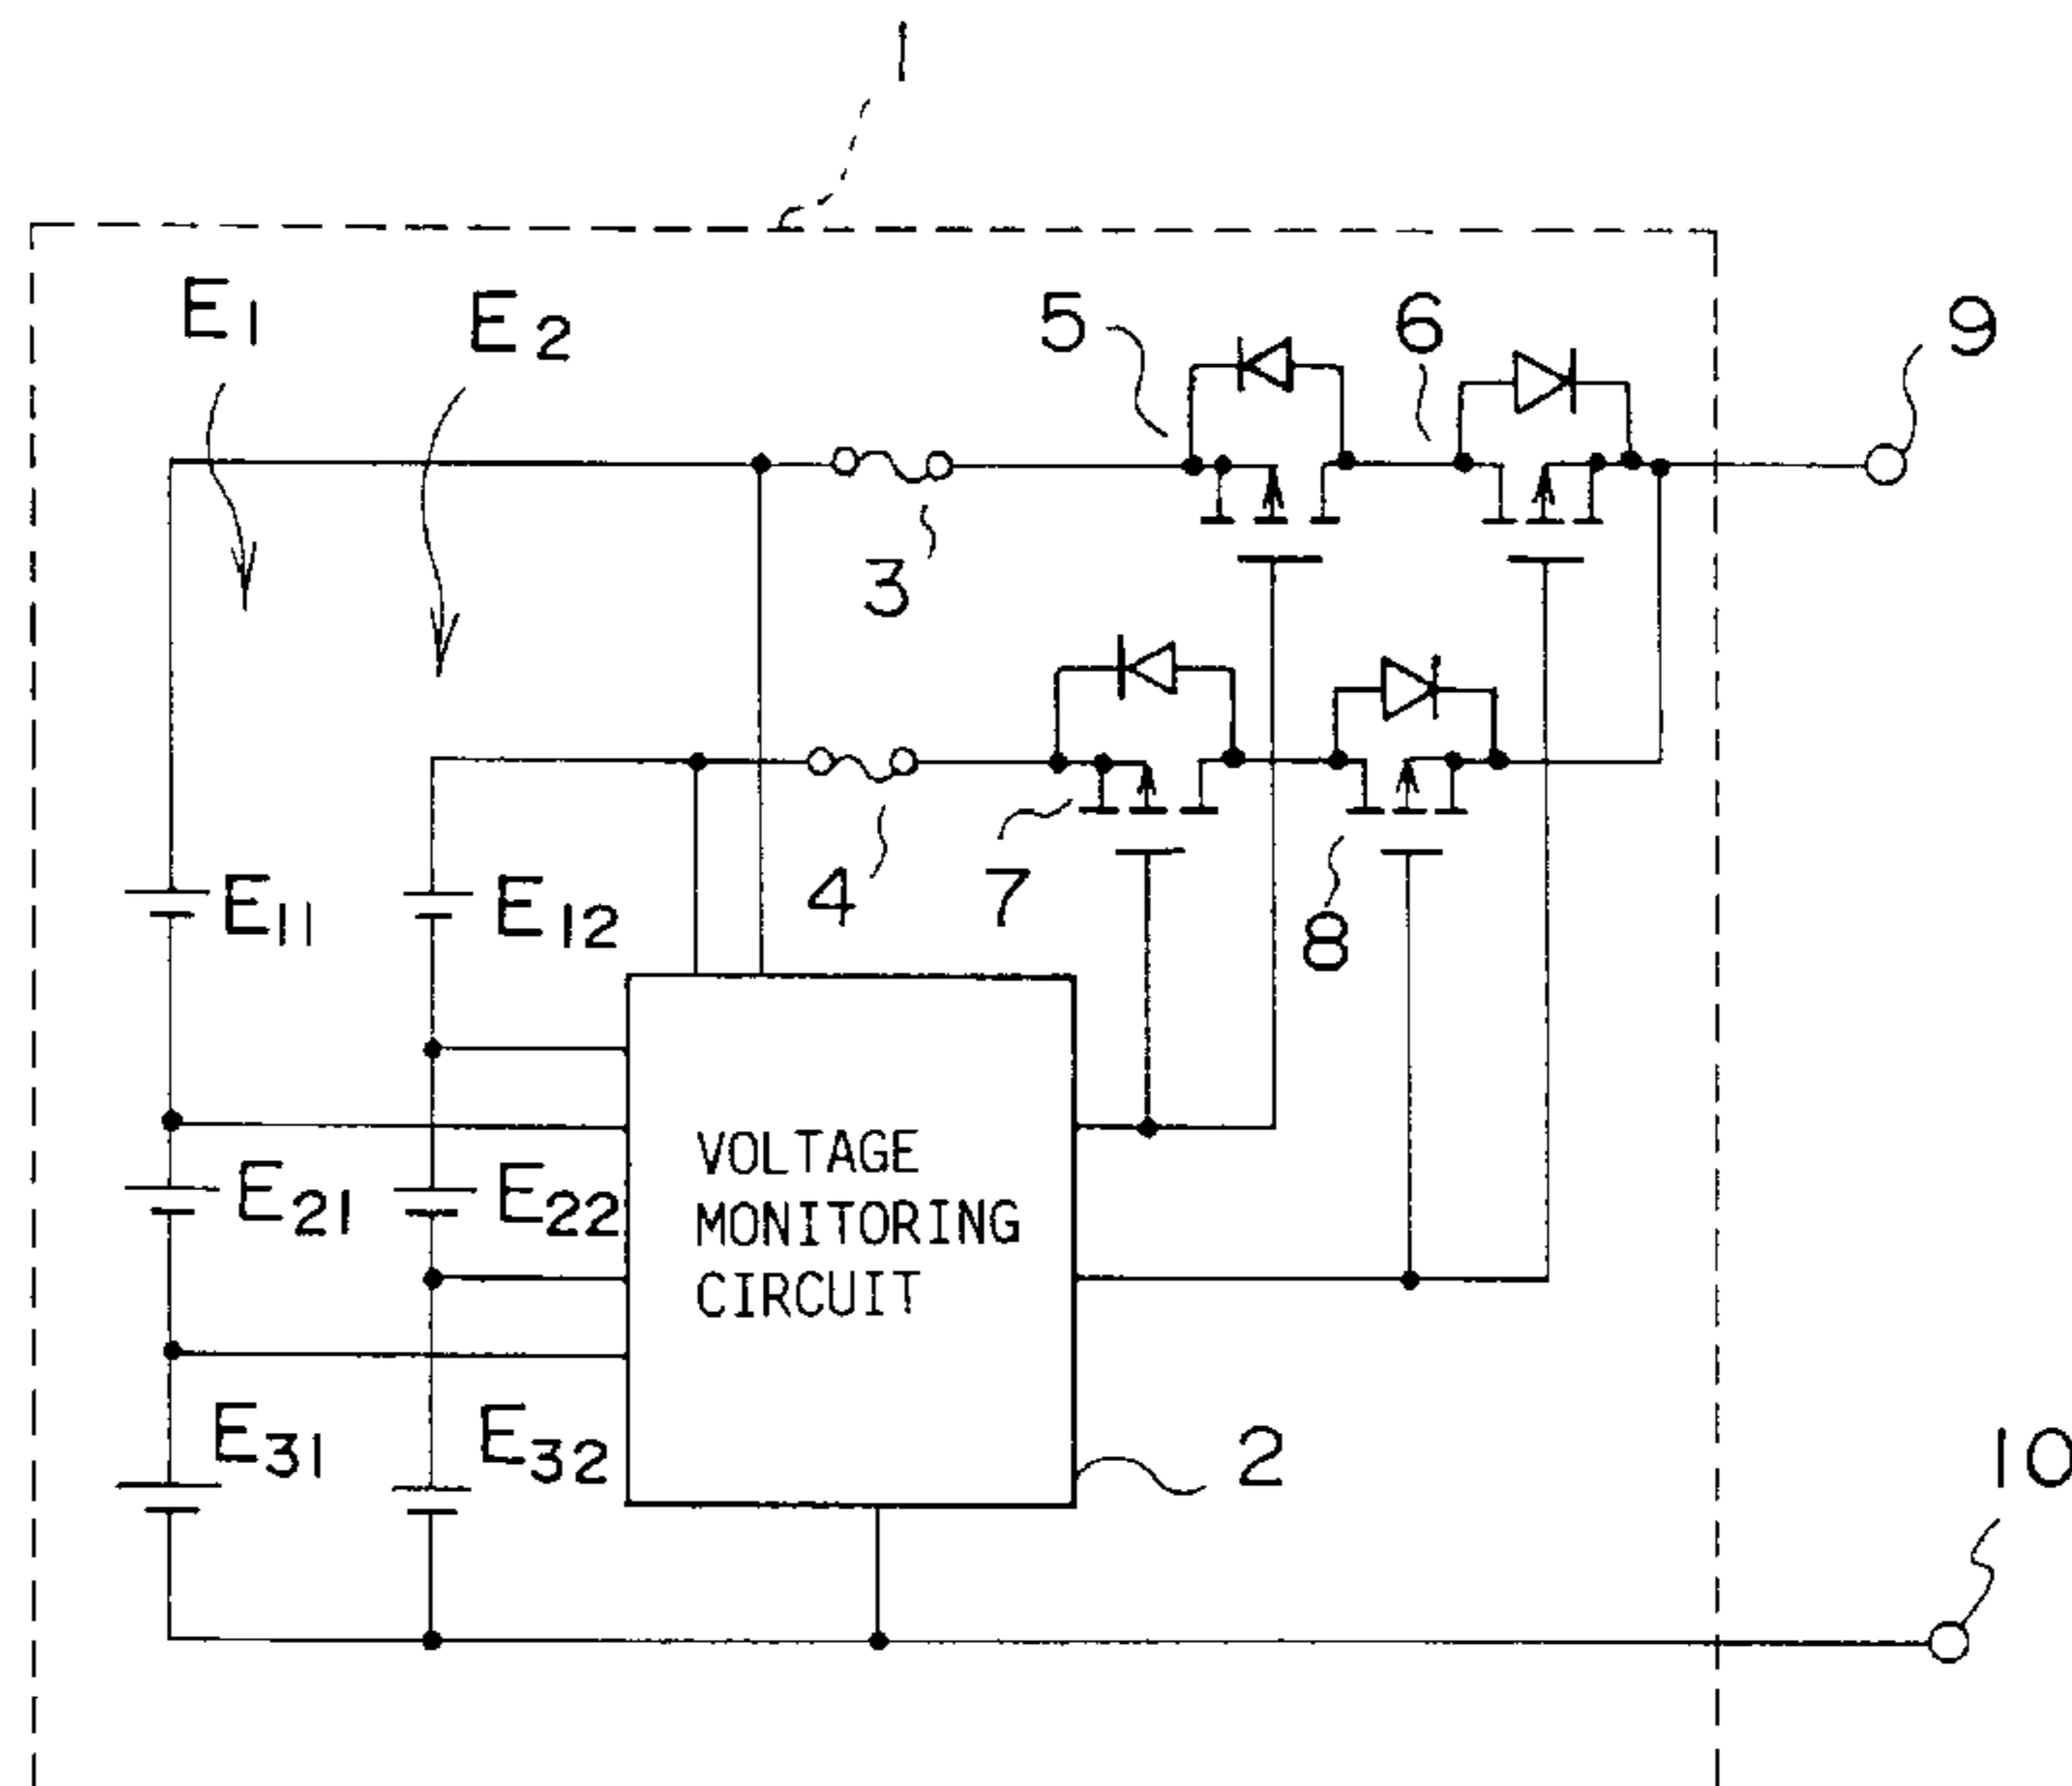 1
E1
E2
5
6
9
3
4
7
8
E11
E12
VOLTAGE
MONITORING
CIRCUIT
E21
E22
E31
E32
2
10